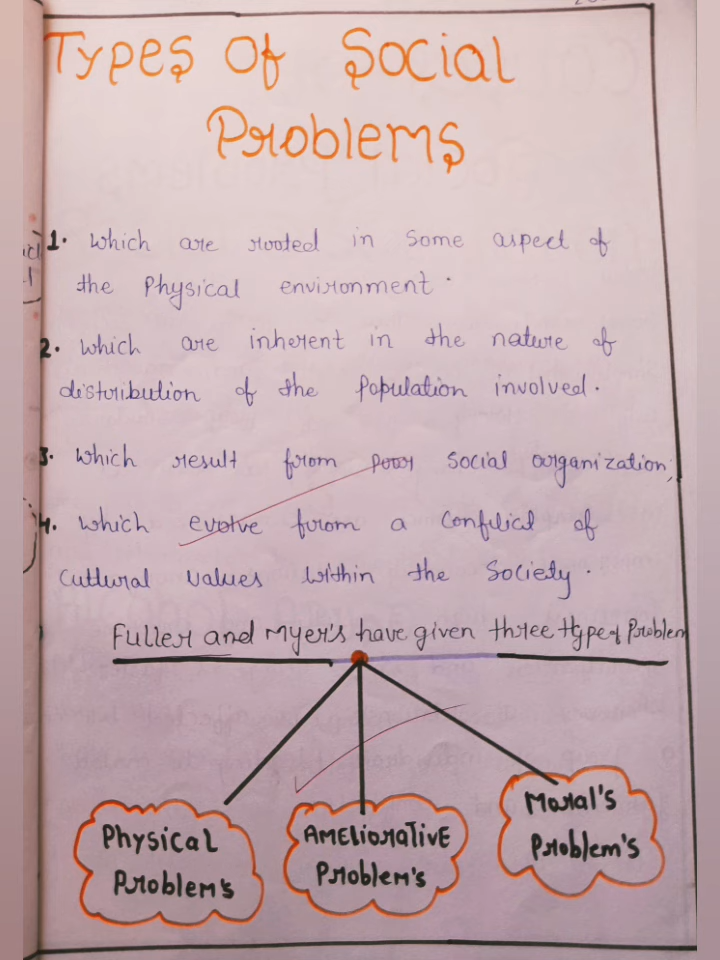 Types Of Social
Problems
1. which are rooted in some aspect of
the Physical environment.
2. which are inherent in the nature of
distribution of the population involved.
3. which result from poor social organization;
4. which evolve from a conflict of
cultural values within the Society.
Fuller and Myer's have given three type of Problem
Physical
Problem's
AMELiorative
Problem's
Moral's
Problem's